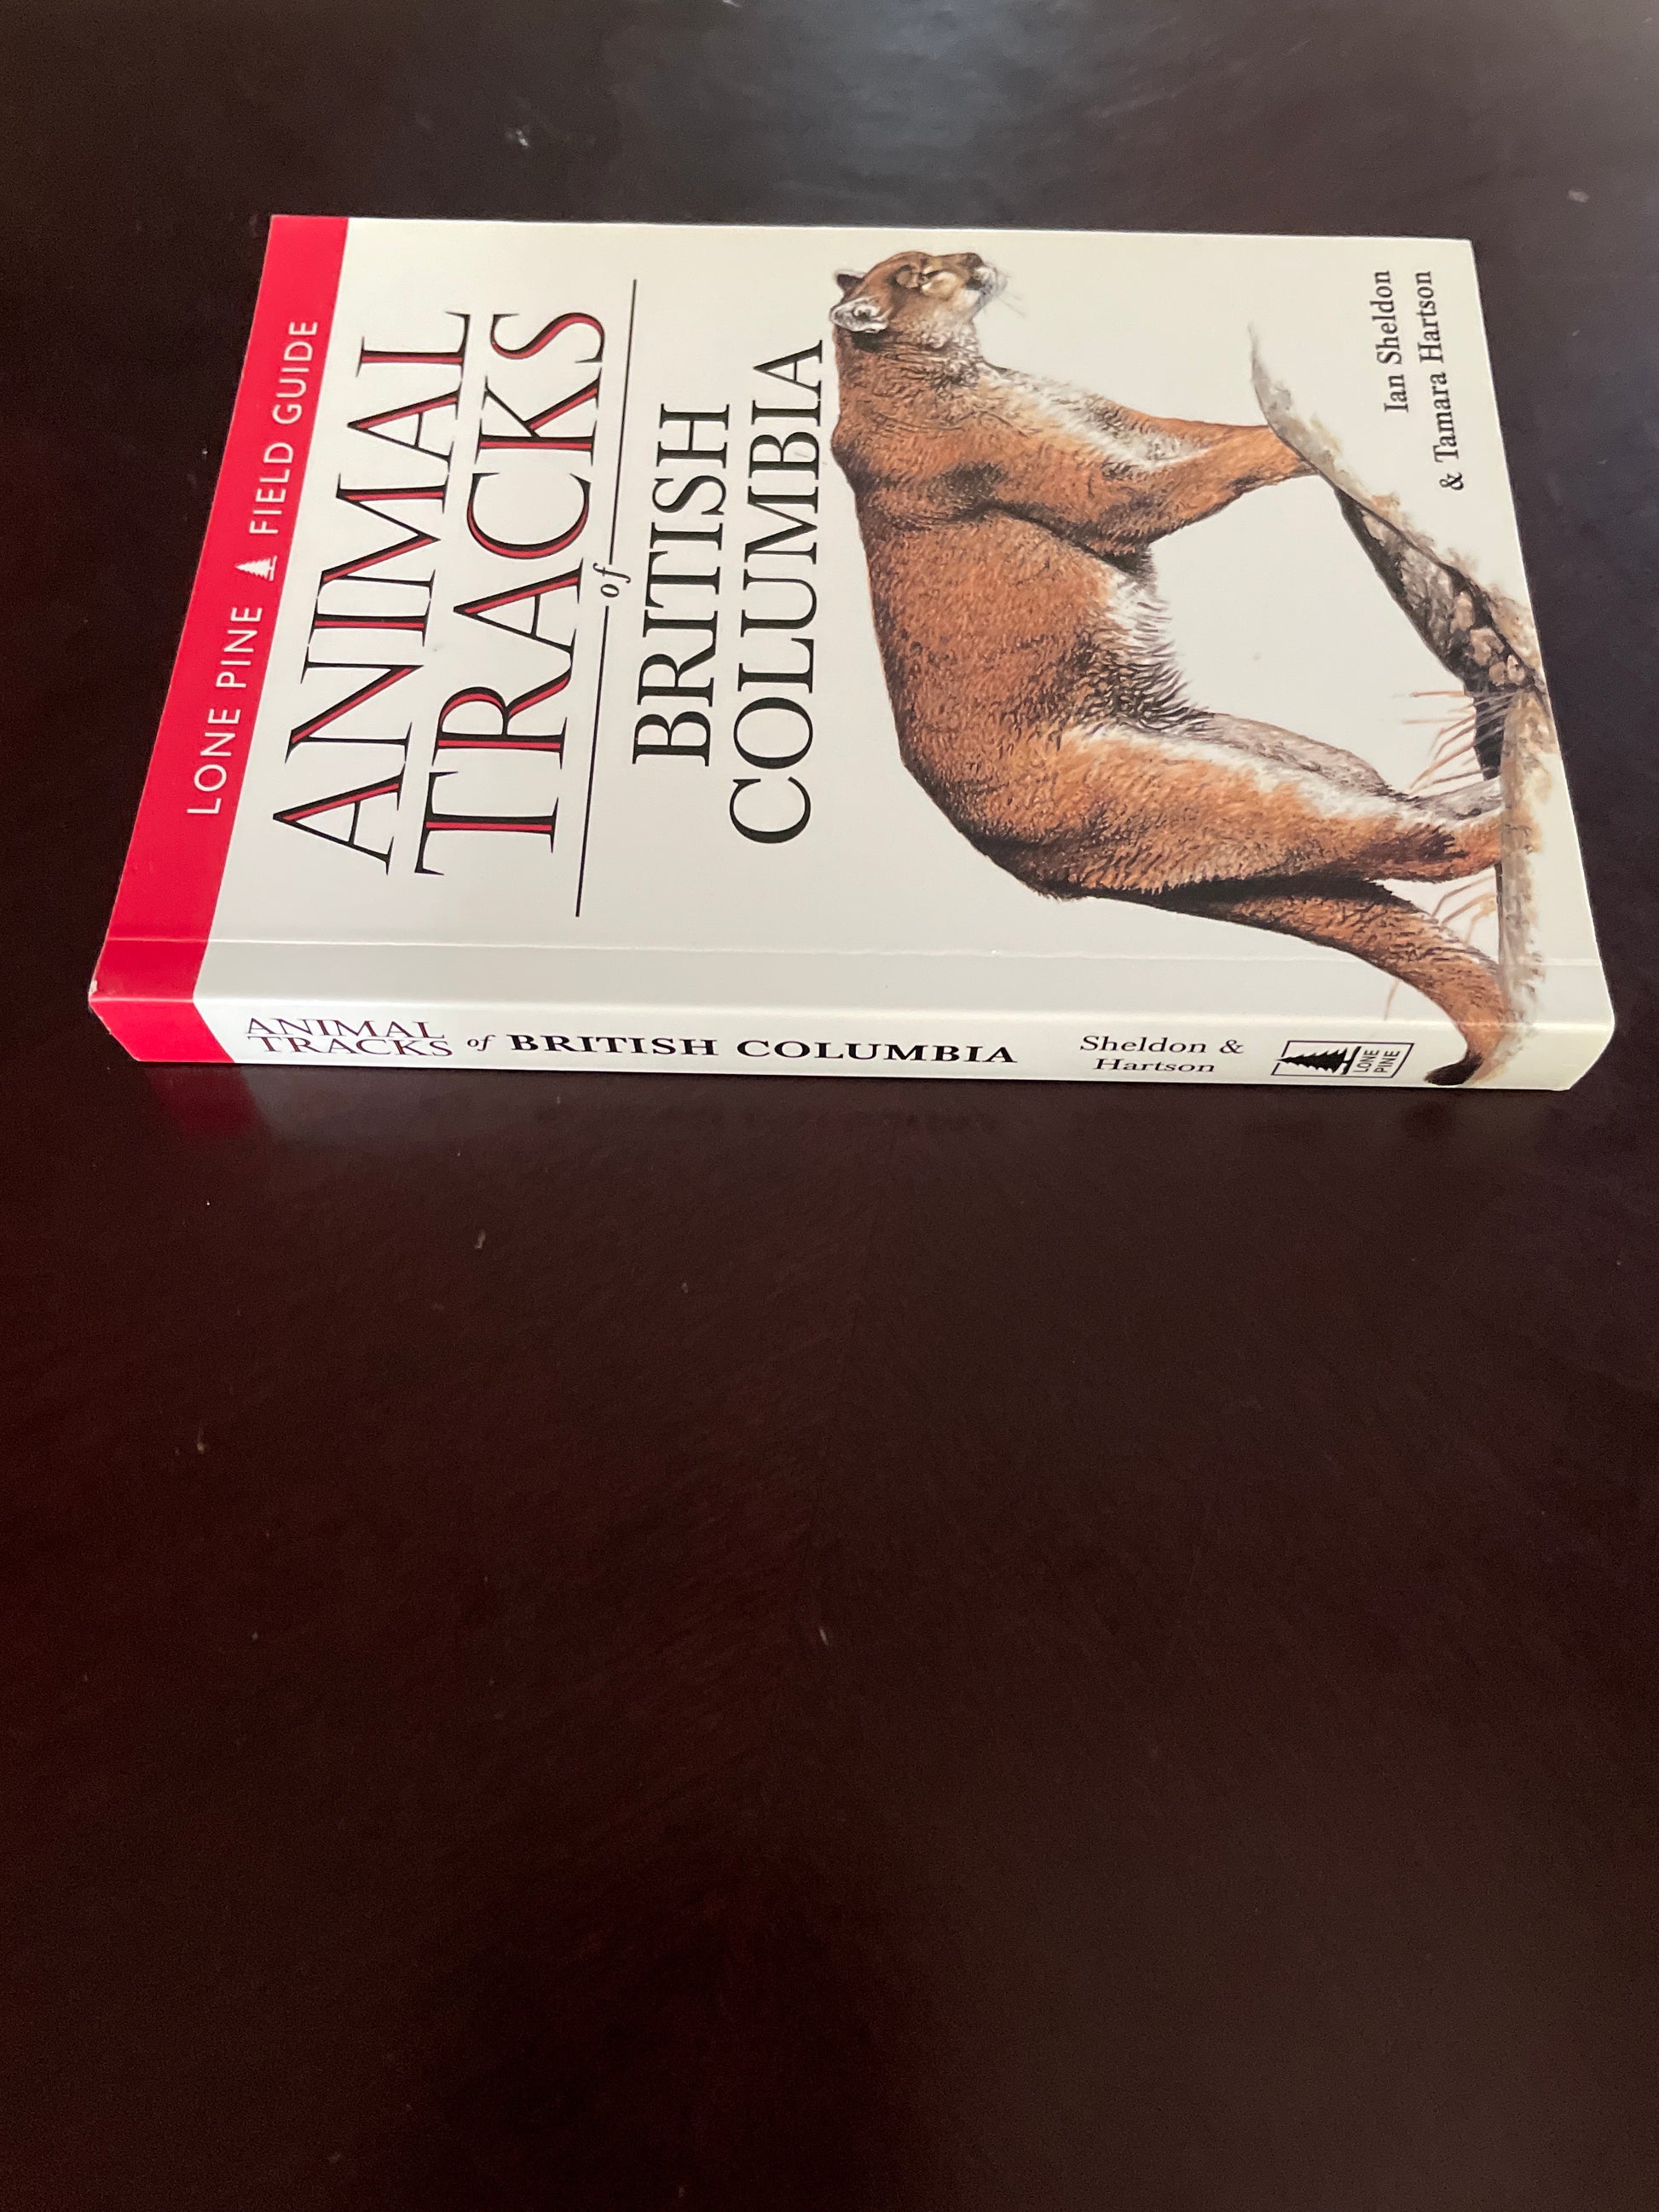 LONE PINE FIELD GUIDE
ANIMAL
TRACKS
of
BRITISH
COLUMBIA
Ian Sheldon
& Tamara Hartson
ANIMAL
TRACKS of BRITISH COLUMBIA
Sheldon &
Hartson
LONE
PINE